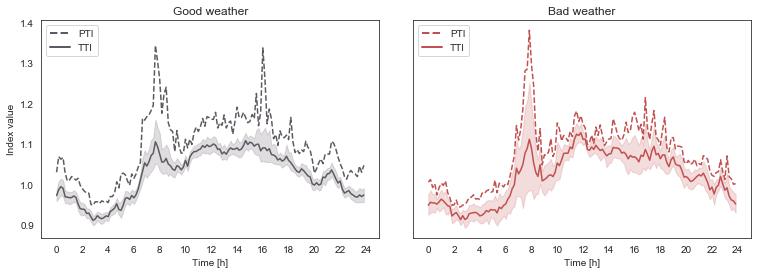 Good weather
PTI
TTI
Index value
1.4
1.3
1.2
1.1
1.0
0.9
0 2 4 6 8 10 12 14 16 18 20 22 24
Time [h]
Bad weather
PTI
TTI
0 2 4 6 8 10 12 14 16 18 20 22 24
Time [h]